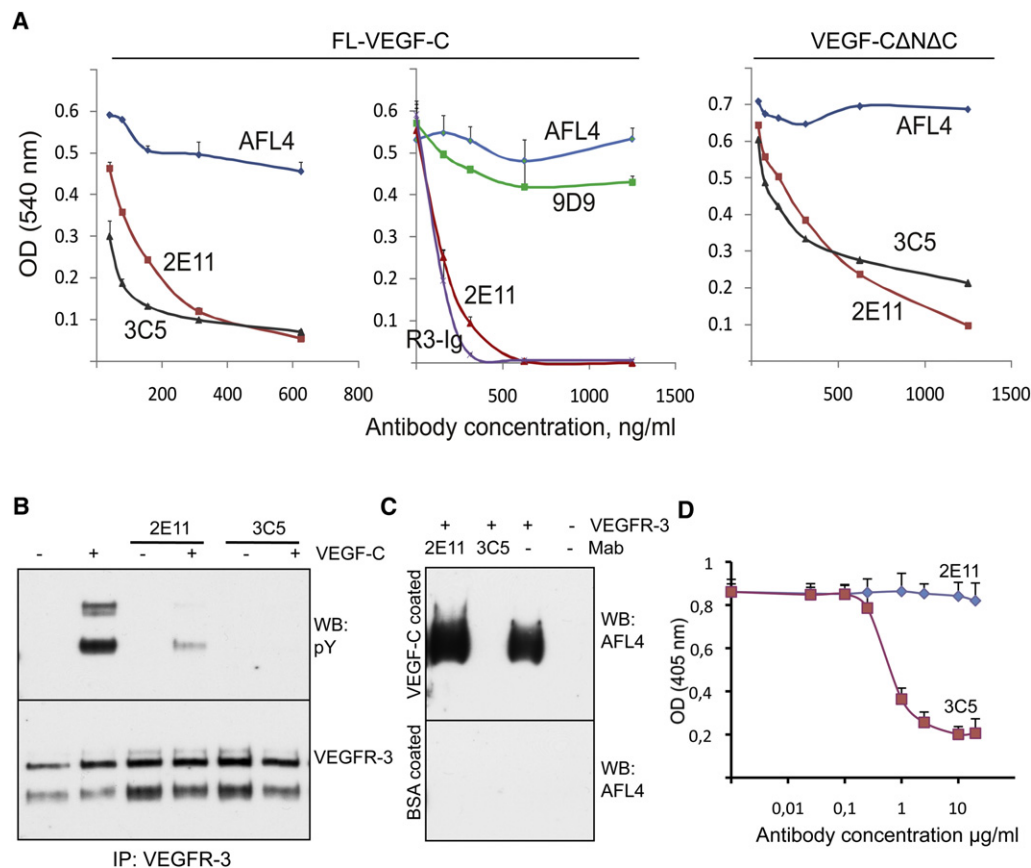 A
FL-VEGF-C
VEGF-CΔNΔC
OD (540 nm)
0.6
0.5
0.4
0.3
0.2
0.1
AFL4
2E11
3C5
200
400
600
800
0.6
0.5
0.4
0.3
0.2
0.1
0.0
AFL4
9D9
2E11
R3-Ig
500
1000
1500
0.7
0.6
0.5
0.4
0.3
0.2
0.1
AFL4
3C5
2E11
500
1000
1500
Antibody concentration, ng/ml
B
2E11
3C5
- + - + - + VEGF-C
WB:
pY
VEGFR-3
IP: VEGFR-3
C
+ + + - VEGFR-3
2E11 3C5 - - Mab
VEGF-C coated
WB:
AFL4
BSA coated
WB:
AFL4
D
OD (405 nm)
1
0,8
0,6
0,4
0,2
2E11
3C5
0,01
0,1
1
10
Antibody concentration µg/ml